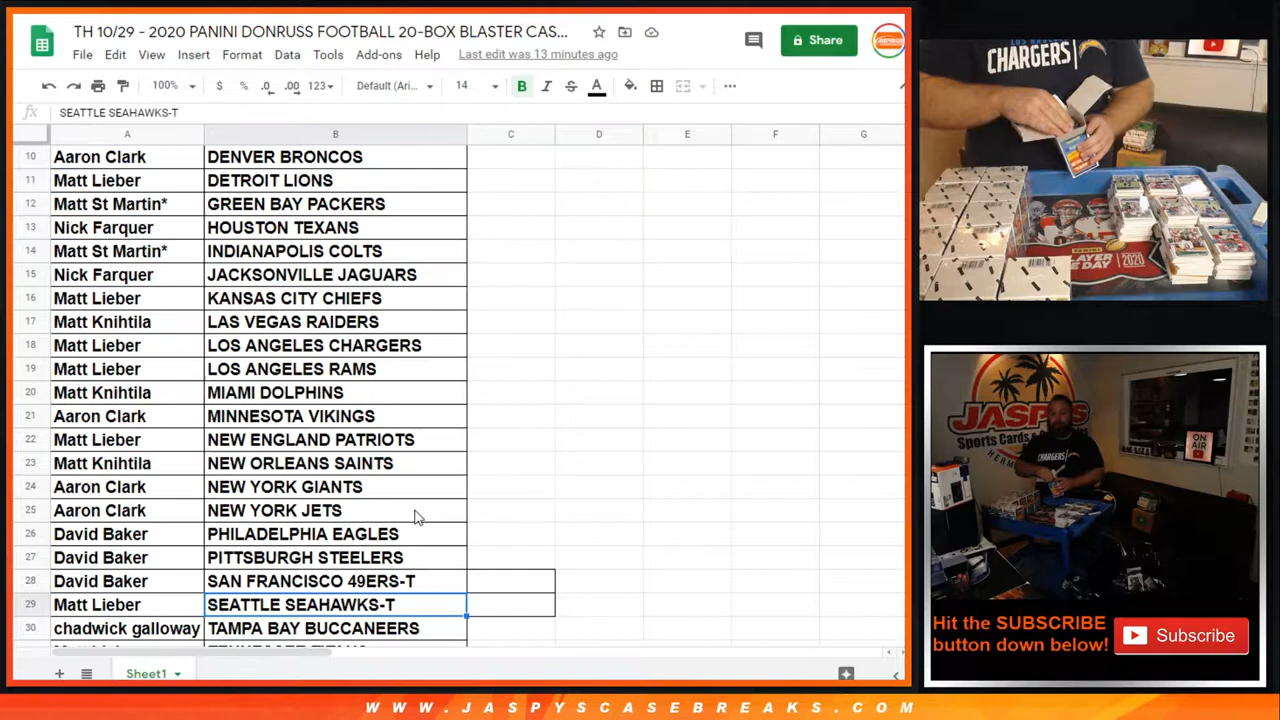 TH 10/29 - 2020 PANINI DONRUSS FOOTBALL 20-BOX BLASTER CAS...
Share
File Edit View Insert Format Data Tools Add-ons Help Last edit was 13 minutes ago
100% $ % .0 .00 123 Default (Ari... 14 B I S A
fx SEATTLE SEAHAWKS-T
A B C D E F G
10 Aaron Clark DENVER BRONCOS
11 Matt Lieber DETROIT LIONS
12 Matt St Martin* GREEN BAY PACKERS
13 Nick Farquer HOUSTON TEXANS
14 Matt St Martin* INDIANAPOLIS COLTS
15 Nick Farquer JACKSONVILLE JAGUARS
16 Matt Lieber KANSAS CITY CHIEFS
17 Matt Knihtila LAS VEGAS RAIDERS
18 Matt Lieber LOS ANGELES CHARGERS
19 Matt Lieber LOS ANGELES RAMS
20 Matt Knihtila MIAMI DOLPHINS
21 Aaron Clark MINNESOTA VIKINGS
22 Matt Lieber NEW ENGLAND PATRIOTS
23 Matt Knihtila NEW ORLEANS SAINTS
24 Aaron Clark NEW YORK GIANTS
25 Aaron Clark NEW YORK JETS
26 David Baker PHILADELPHIA EAGLES
27 David Baker PITTSBURGH STEELERS
28 David Baker SAN FRANCISCO 49ERS-T
29 Matt Lieber SEATTLE SEAHAWKS-T
30 chadwick galloway TAMPA BAY BUCCANEERS
Sheet1
CHARGERS
PANINI
2020
JASPY'S
Sports Cards &
HERM
ON
AIR
CHARGERS
Hit the SUBSCRIBE
button down below!
Subscribe
WWW.JASPYSCASEBREAKS.COM